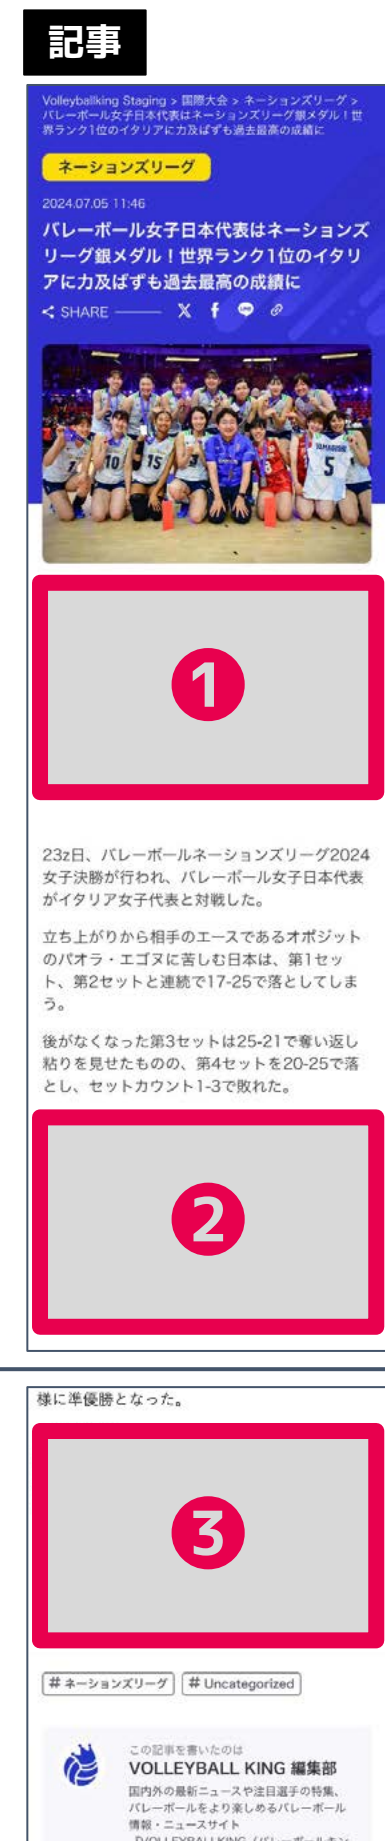 記事
Volleyballking Staging > 国際大会 > ネーションズリーグ >
バレーボール女子日本代表はネーションズリーグ銀メダル！世
界ランク1位のイタリアに力及ばずも過去最高の成績に
ネーションズリーグ
2024.07.05 11:46
バレーボール女子日本代表はネーションズ
リーグ銀メダル！世界ランク1位のイタリ
アに力及ばずも過去最高の成績に
SHARE
10
15
8
5
1
23z日、バレーボールネーションズリーグ2024
女子決勝が行われ、バレーボール女子日本代表
がイタリア女子代表と対戦した。
立ち上がりから相手のエースであるオポジット
のパオラ・エゴヌに苦しむ日本は、第1セッ
ト、第2セットと連続で17-25で落としてしま
う。
後がなくなった第3セットは25-21で奪い返し
粘りを見せたものの、第4セットを20-25で落
とし、セットカウント1-3で敗れた。
2
様に準優勝となった。
3
# ネーションズリーグ # Uncategorized
この記事を書いたのは
VOLLEYBALL KING 編集部
国内外の最新ニュースや注目選手の特集、
バレーボールをより楽しめるバレーボール
情報・ニュースサイト
『VOLLEYBALLKING（バレーボールキン